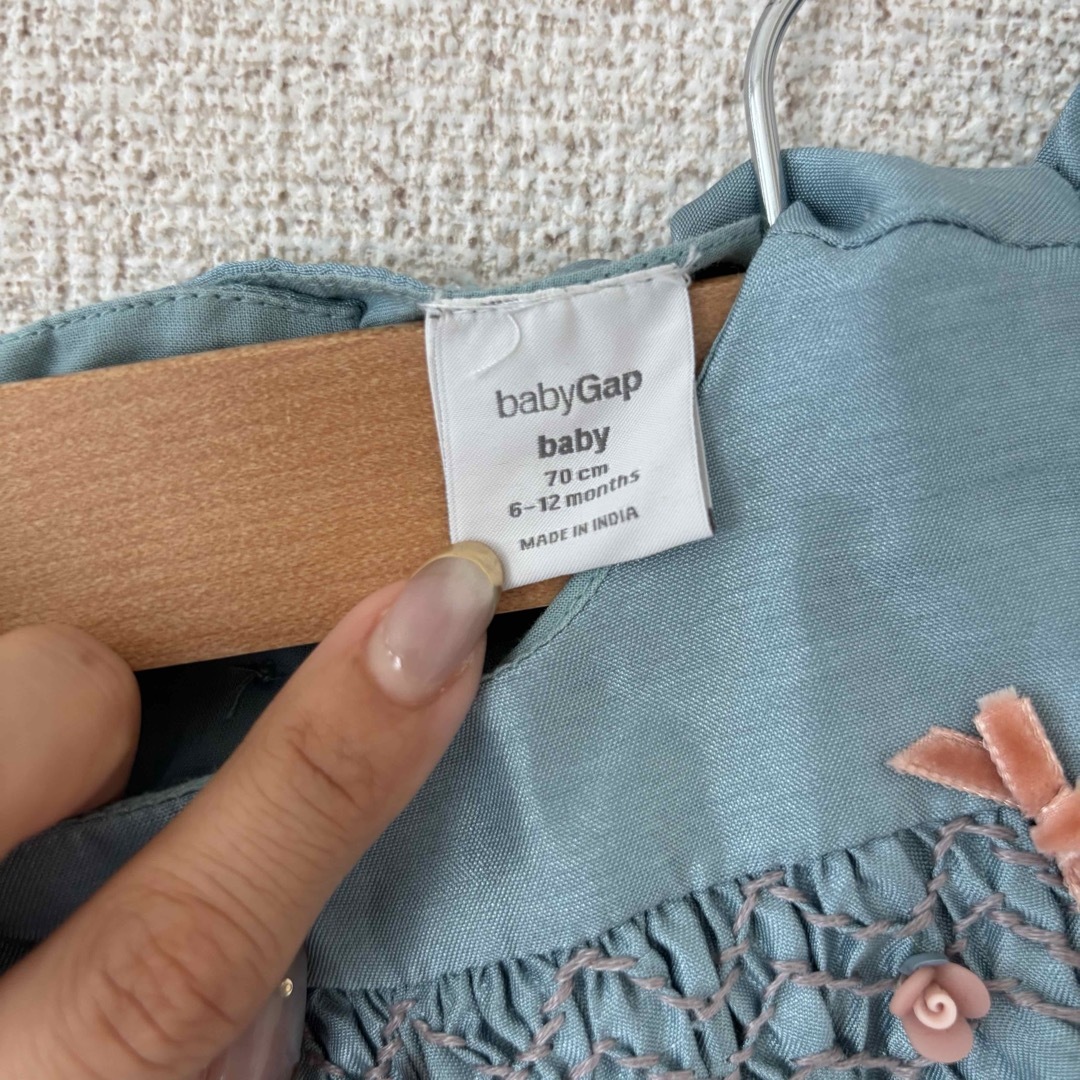 babyGap
baby
70 cm
6–12 months
MADE IN INDIA